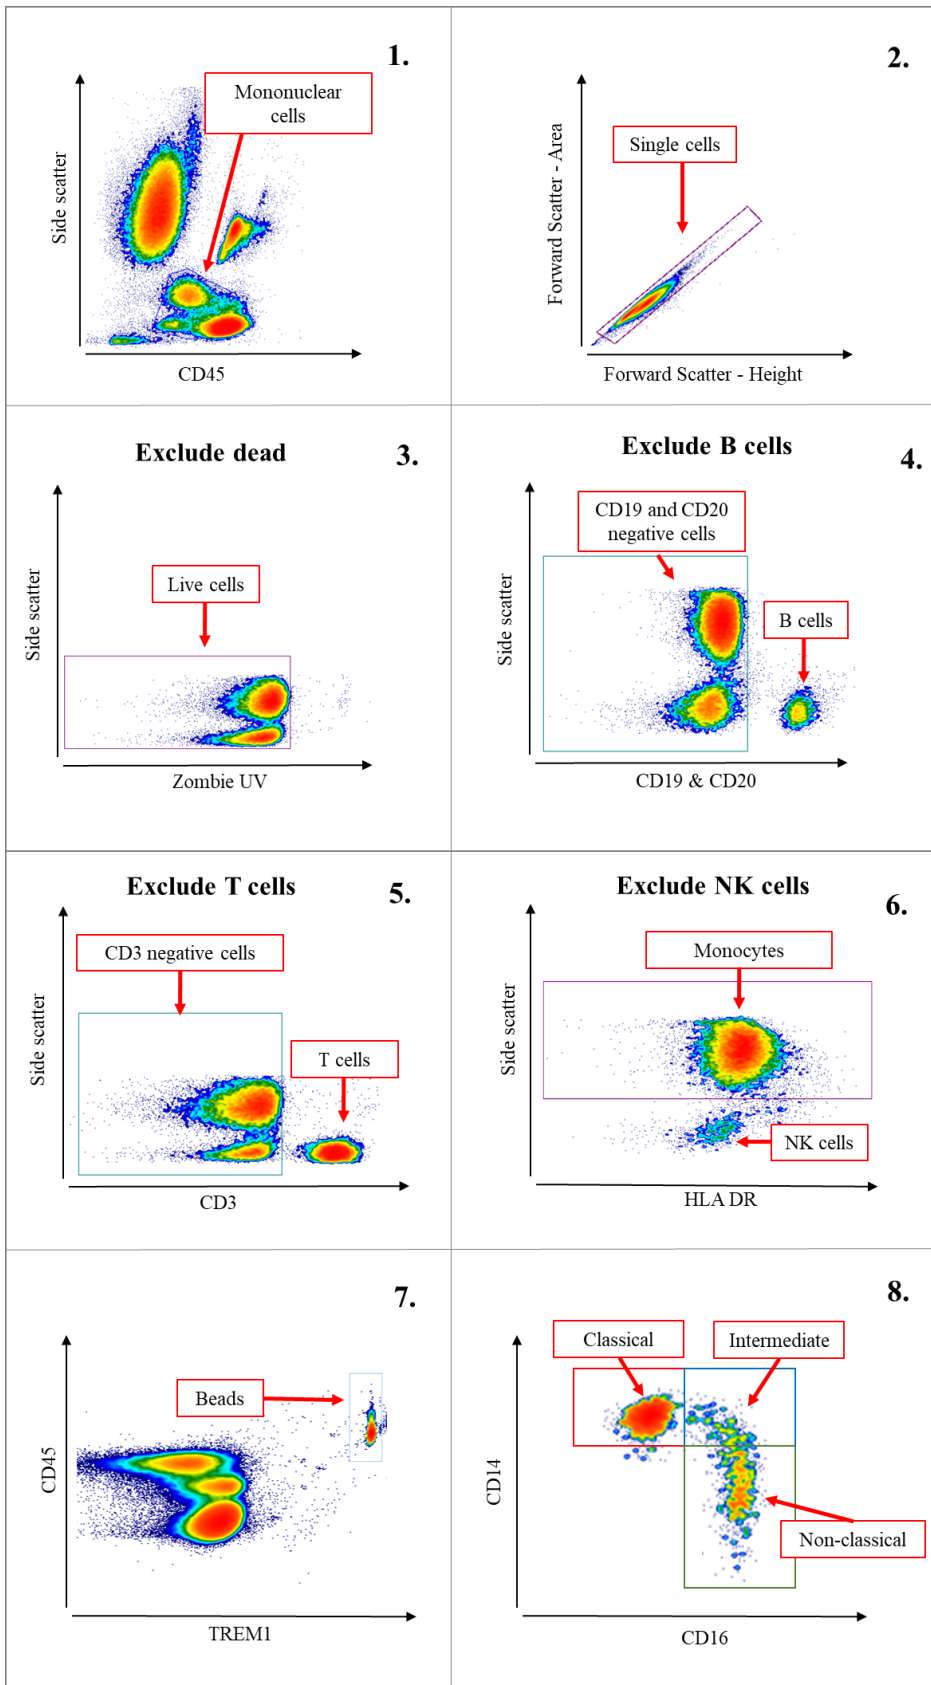 1.
Mononuclear
cells
Side scatter
CD45
2.
Single cells
Forward Scatter - Area
Forward Scatter - Height
Exclude dead
3.
Live cells
Side scatter
Zombie UV
Exclude B cells
4.
CD19 and CD20
negative cells
B cells
Side scatter
CD19 & CD20
Exclude T cells
5.
CD3 negative cells
T cells
Side scatter
CD3
Exclude NK cells
6.
Monocytes
Side scatter
NK cells
HLA DR
7.
Beads
CD45
TREM1
8.
Classical
Intermediate
CD14
Non-classical
CD16